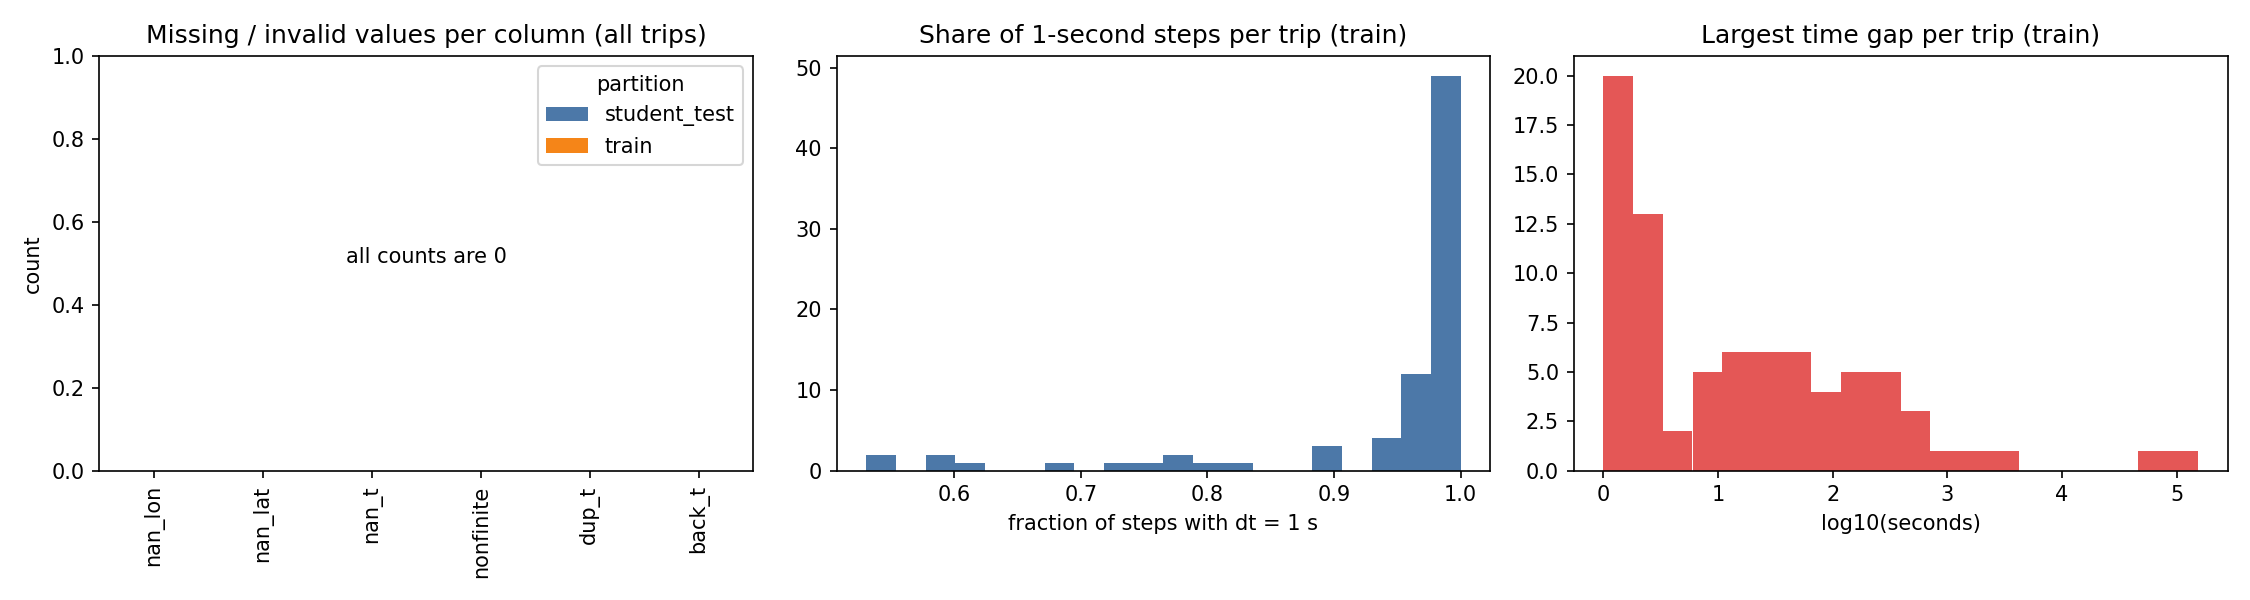 Missing / invalid values per column (all trips)
count
1.0
0.8
0.6
0.4
0.2
0.0
partition
student_test
train
all counts are 0
nan_lon
nan_lat
nan_t
nonfinite
dup_t
back_t
Share of 1-second steps per trip (train)
50
40
30
20
10
0
0.6 0.7 0.8 0.9 1.0
fraction of steps with dt = 1 s
Largest time gap per trip (train)
20.0
17.5
15.0
12.5
10.0
7.5
5.0
2.5
0.0
0 1 2 3 4 5
log10(seconds)